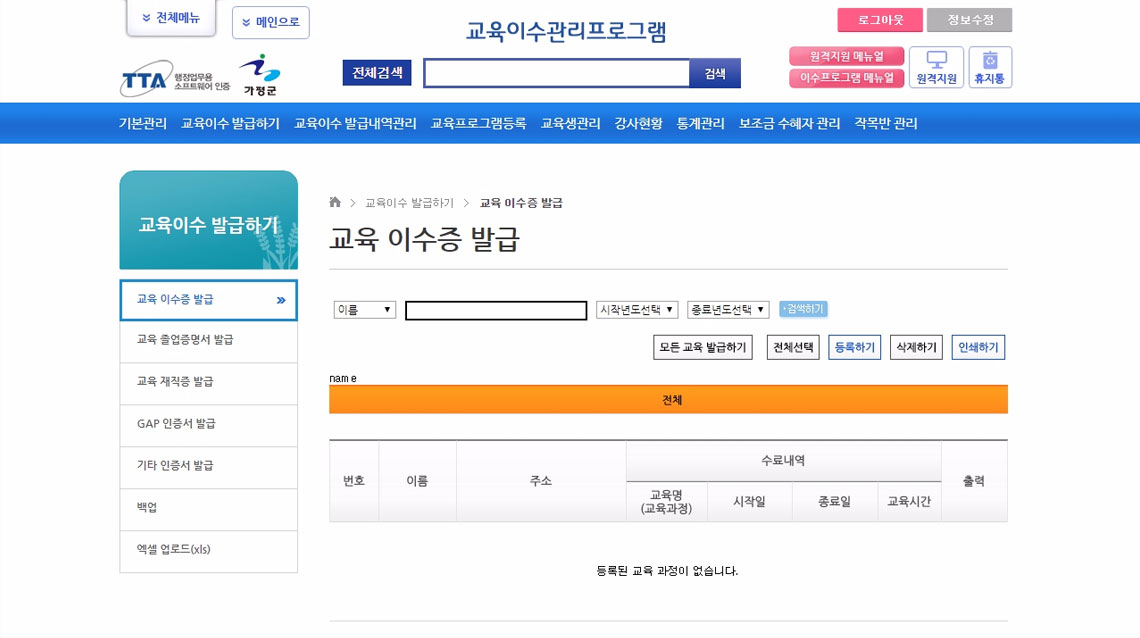 전체메뉴
메인으로
교육이수관리프로그램
로그아웃
정보수정
TTA 행정업무용
소프트웨어 인증
가평군
전체검색
검색
원격지원 메뉴얼
이수프로그램 메뉴얼
원격지원
휴지통
기본관리 교육이수 발급하기 교육이수 발급내역관리 교육프로그램등록 교육생관리 강사현황 통계관리 보조금 수혜자 관리 작목반 관리
교육이수 발급하기
교육 이수증 발급 »
교육 졸업증명서 발급
교육 재직증 발급
GAP 인증서 발급
기타 인증서 발급
백업
엑셀 업로드(xls)
> 교육이수 발급하기 > 교육 이수증 발급
교육 이수증 발급
이름 ▼ 시작년도선택 ▼ 종료년도선택 ▼ ·검색하기
모든 교육 발급하기 전체선택 등록하기 삭제하기 인쇄하기
name
전체
번호 이름 주소 수료내역 출력
교육명
(교육과정) 시작일 종료일 교육시간
등록된 교육 과정이 없습니다.